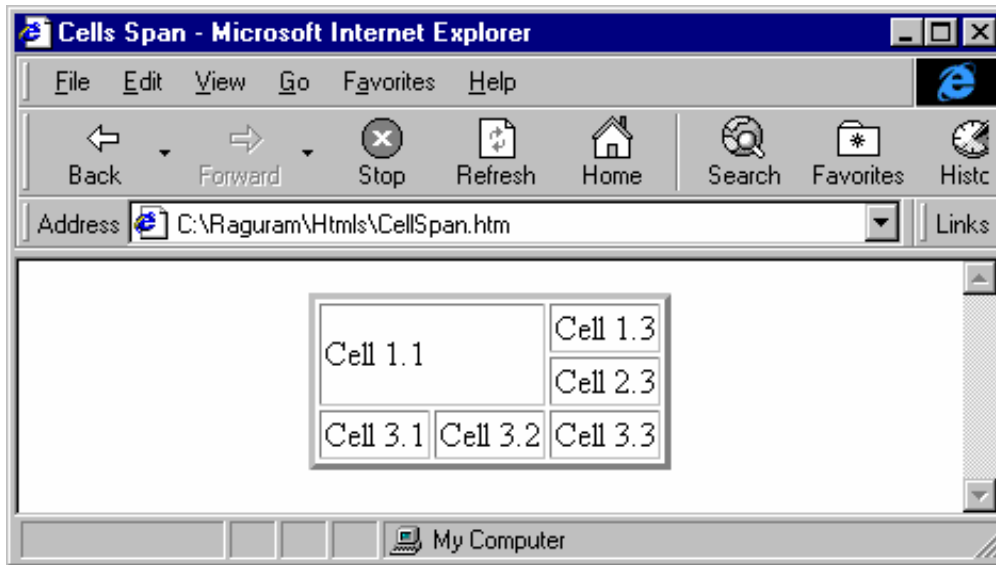 Cells Span - Microsoft Internet Explorer
File Edit View Go Favorites Help
Back Forward Stop Refresh Home Search Favorites Histc
Address C:\Raguram\Htmls\CellSpan.htm Links
Cell 1.1 Cell 1.3
Cell 2.3
Cell 3.1 Cell 3.2 Cell 3.3
My Computer